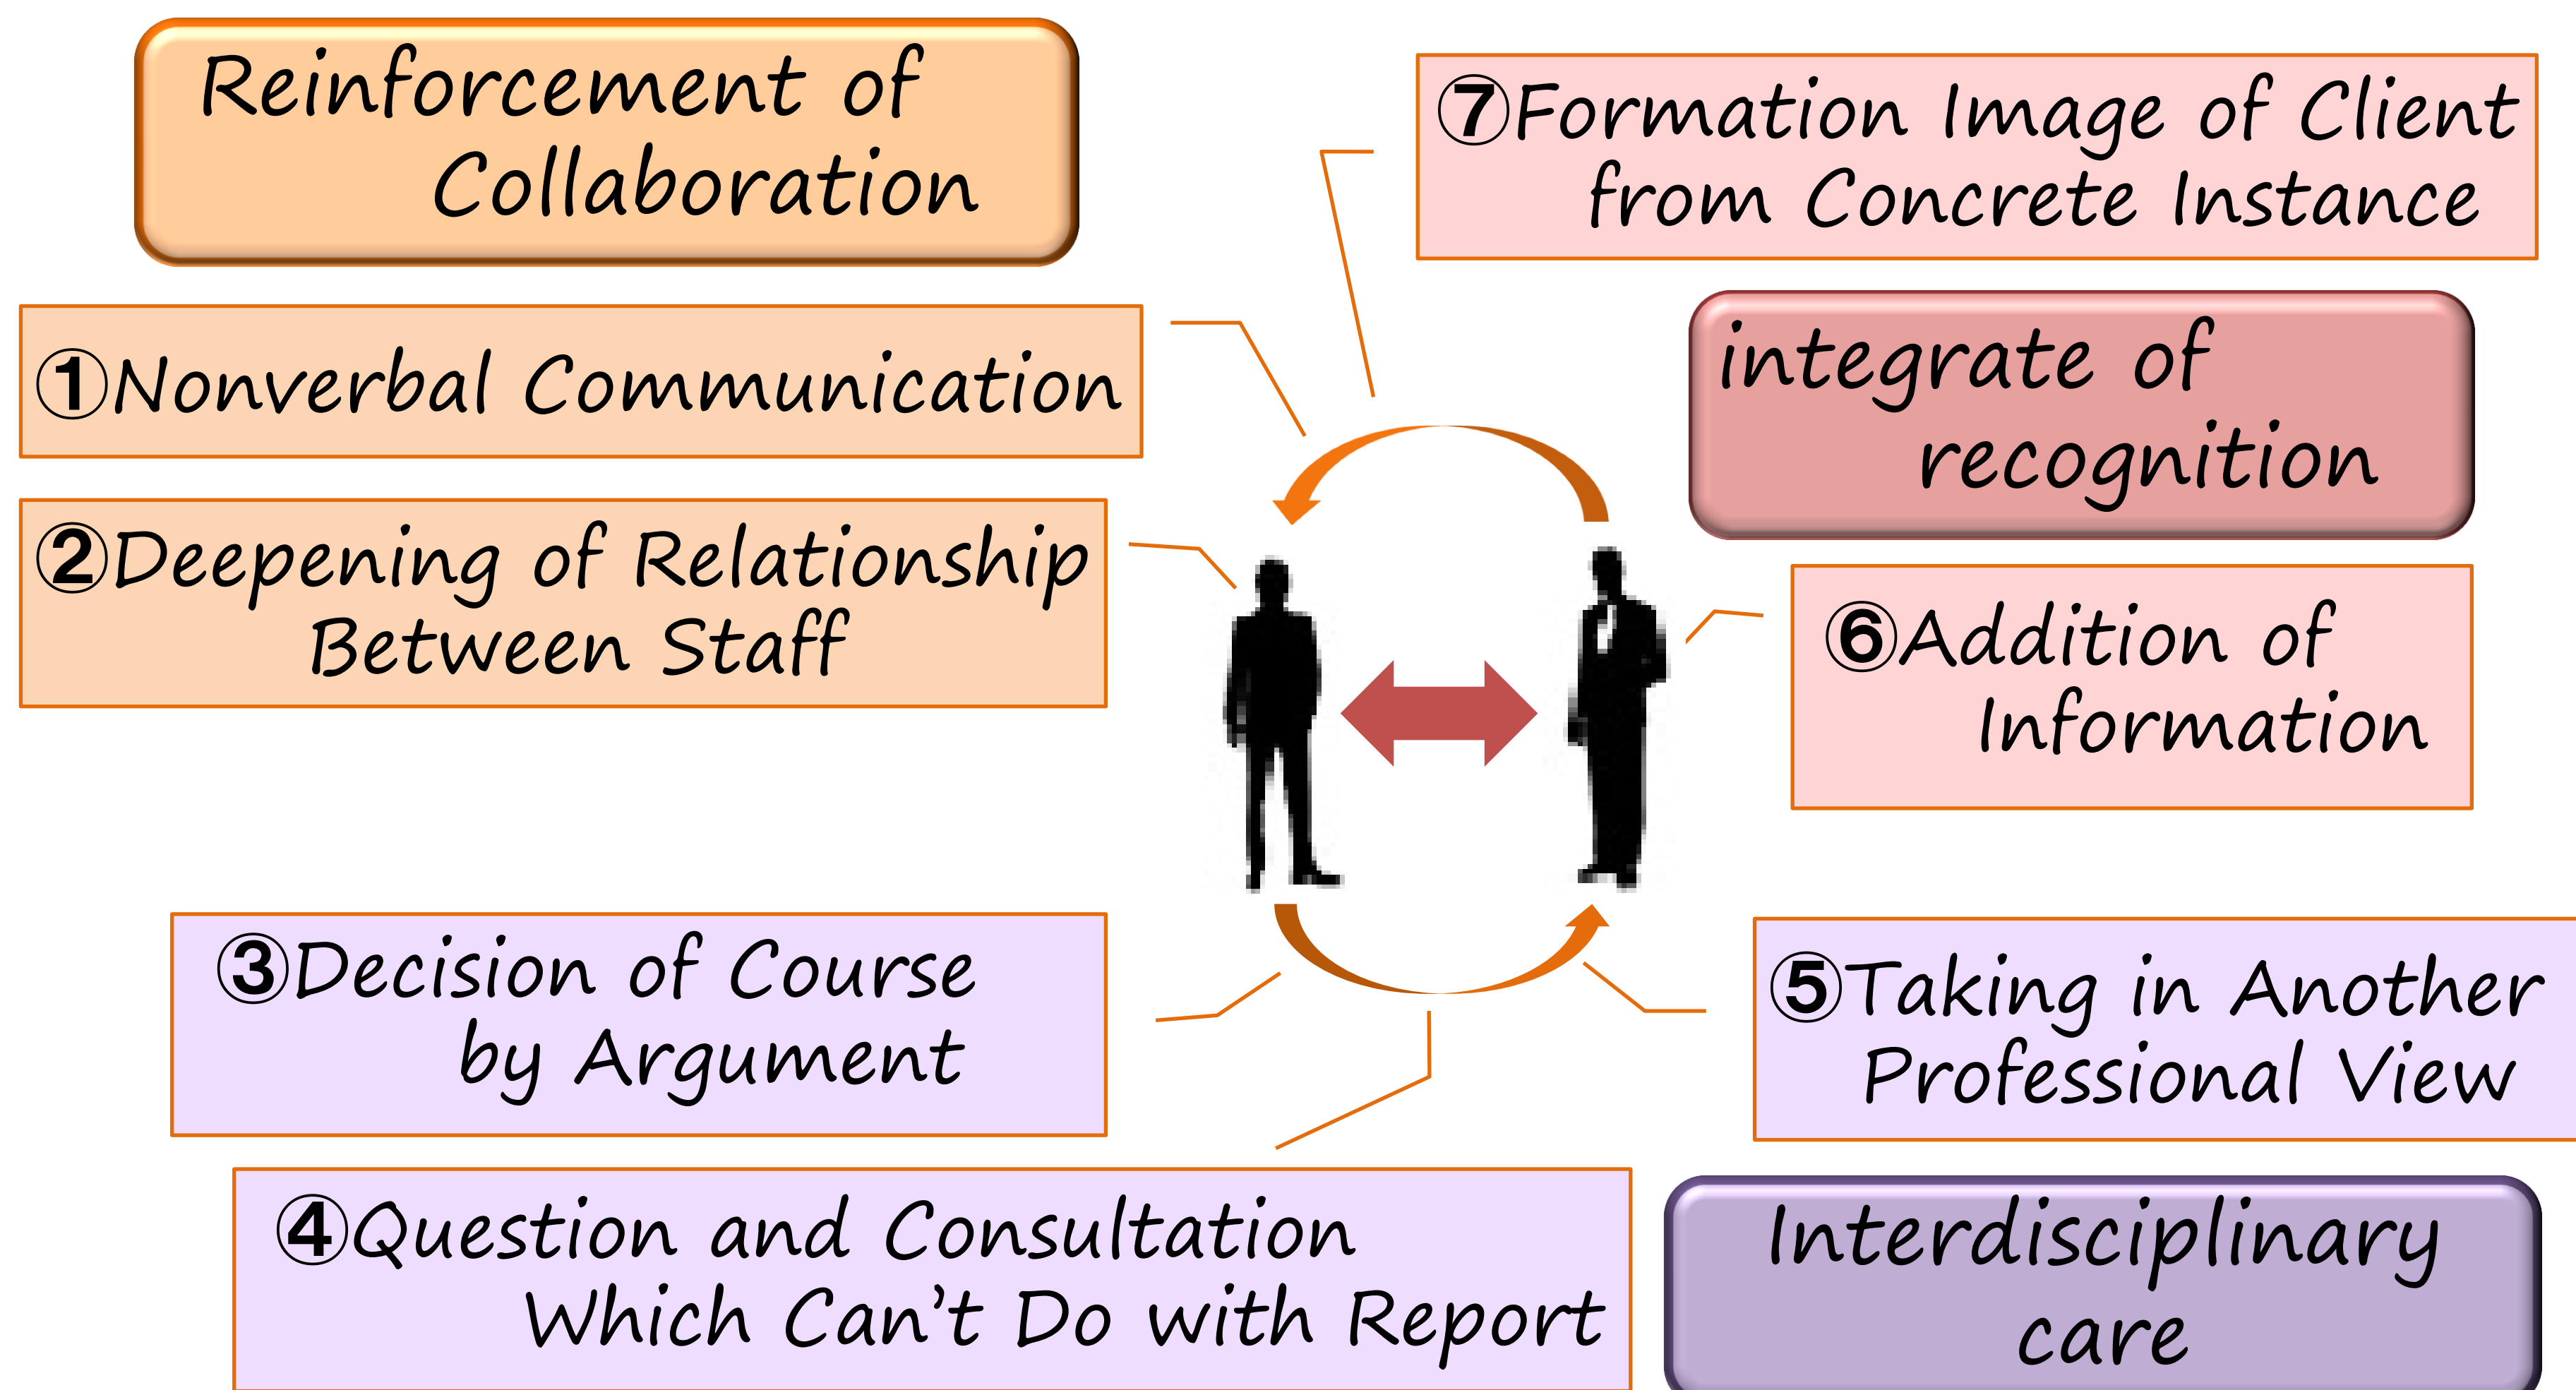 Reinforcement of
Collaboration
①Nonverbal Communication
②Deepening of Relationship
Between Staff
③Decision of Course
by Argument
④Question and Consultation
Which Can't Do with Report
⑤Taking in Another
Professional View
Interdisciplinary
care
⑥Addition of
Information
integrate of
recognition
⑦Formation Image of Client
from Concrete Instance